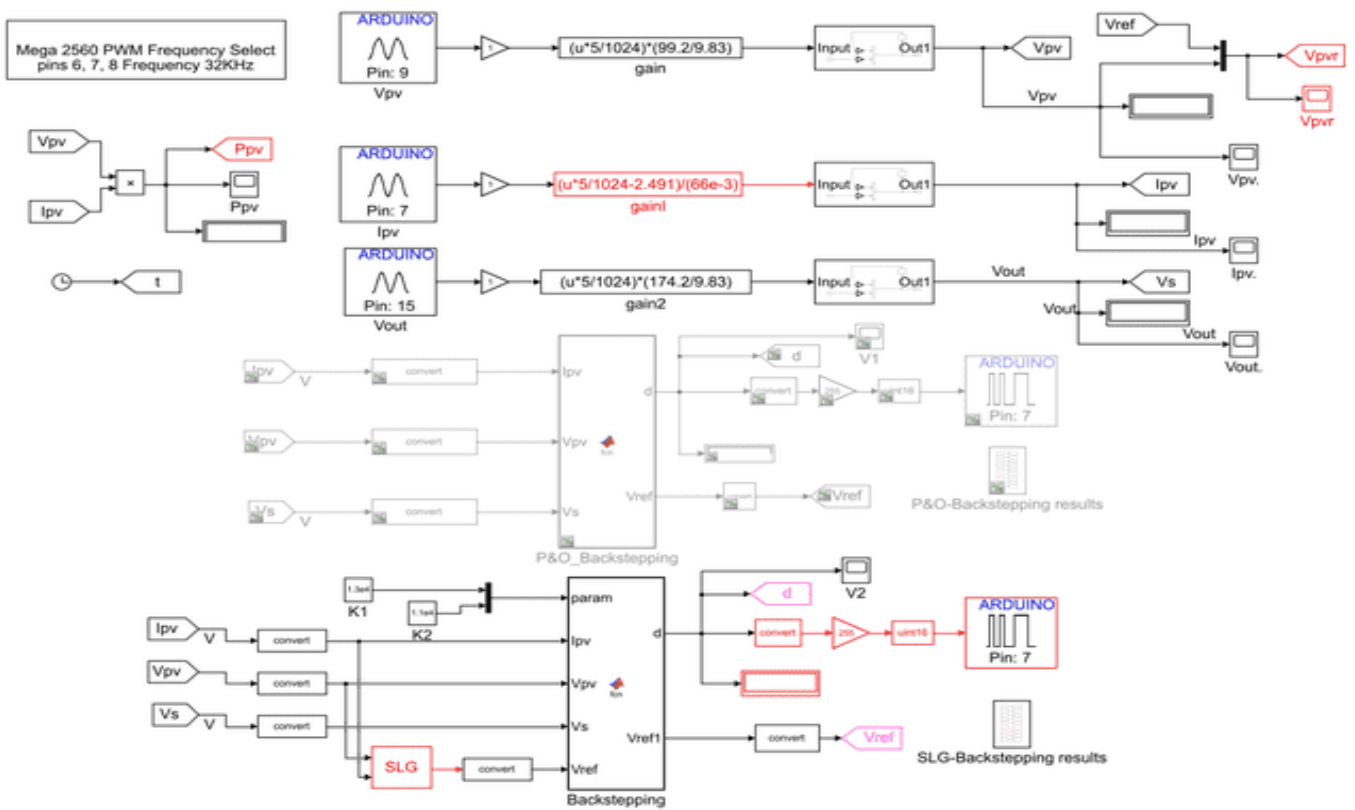 Mega 2560 PWM Frequency Select
pins 6, 7, 8 Frequency 32KHz
ARDUINO
Pin: 9
Vpv
1
(u*5/1024)*(99.2/9.83)
gain
Input
Out1
Vpv
Vref
Vpvr
Vpv
Vpvr
Vpv.
Vpv
Ipv
×
Ppv
Ppv
ARDUINO
Pin: 7
Ipv
1
(u*5/1024-2.491)/(66e-3)
gainI
Input
Out1
Ipv
Ipv
Ipv.
t
ARDUINO
Pin: 15
Vout
1
(u*5/1024)*(174.2/9.83)
gain2
Input
Out1
Vout
Vs
Vout
Vout
Vout.
Ipv
V
convert
Vpv
convert
Vs
V
convert
Ipv
Vpv
Vs
d
Vref
fcn
P&O_Backstepping
V1
d
convert
255
uint16
ARDUINO
Pin: 7
Vref
P&O-Backstepping results
1.3e4
K1
1.1e4
K2
Ipv
V
convert
Vpv
V
convert
Vs
V
convert
SLG
convert
param
Ipv
Vpv
Vs
Vref
d
Vref1
fcn
Backstepping
V2
d
convert
255
uint16
ARDUINO
Pin: 7
convert
Vref
SLG-Backstepping results